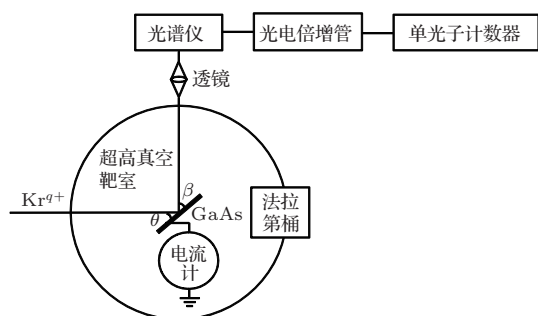 光谱仪
光电倍增管
单光子计数器
透镜
超高真空
靶室
Kr^{q+}
β
θ
GaAs
法拉
第桶
电流
计